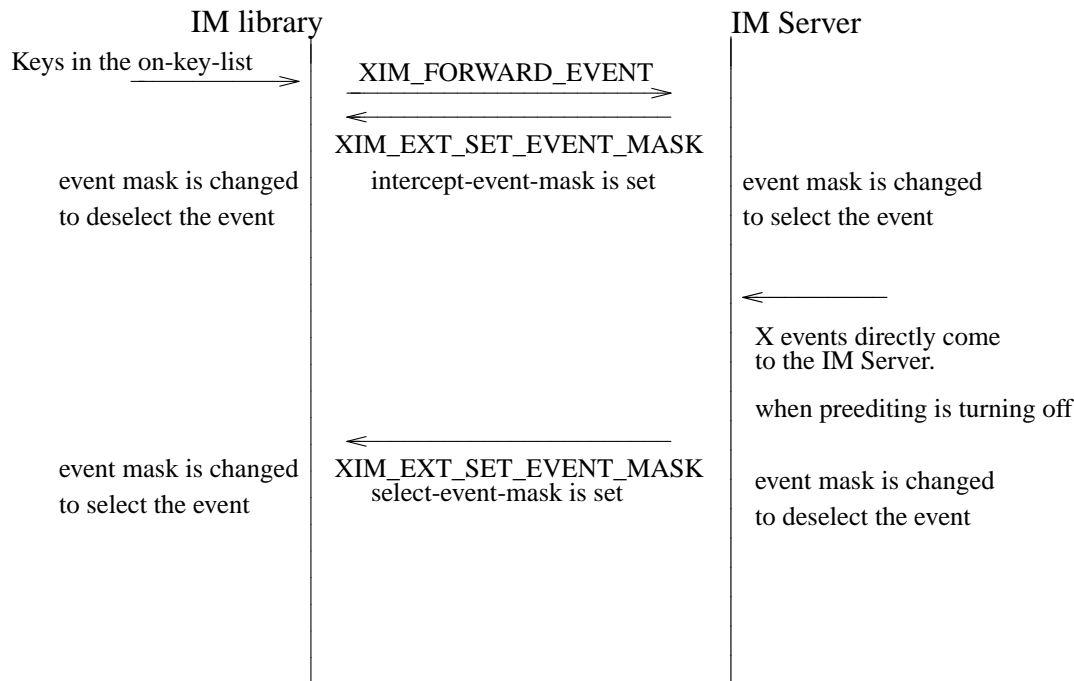 IM library
IM Server
Keys in the on-key-list
XIM_FORWARD_EVENT
XIM_EXT_SET_EVENT_MASK
event mask is changed
to deselect the event
intercept-event-mask is set
event mask is changed
to select the event
X events directly come
to the IM Server.
when preediting is turning off
event mask is changed
to select the event
XIM_EXT_SET_EVENT_MASK
select-event-mask is set
event mask is changed
to deselect the event